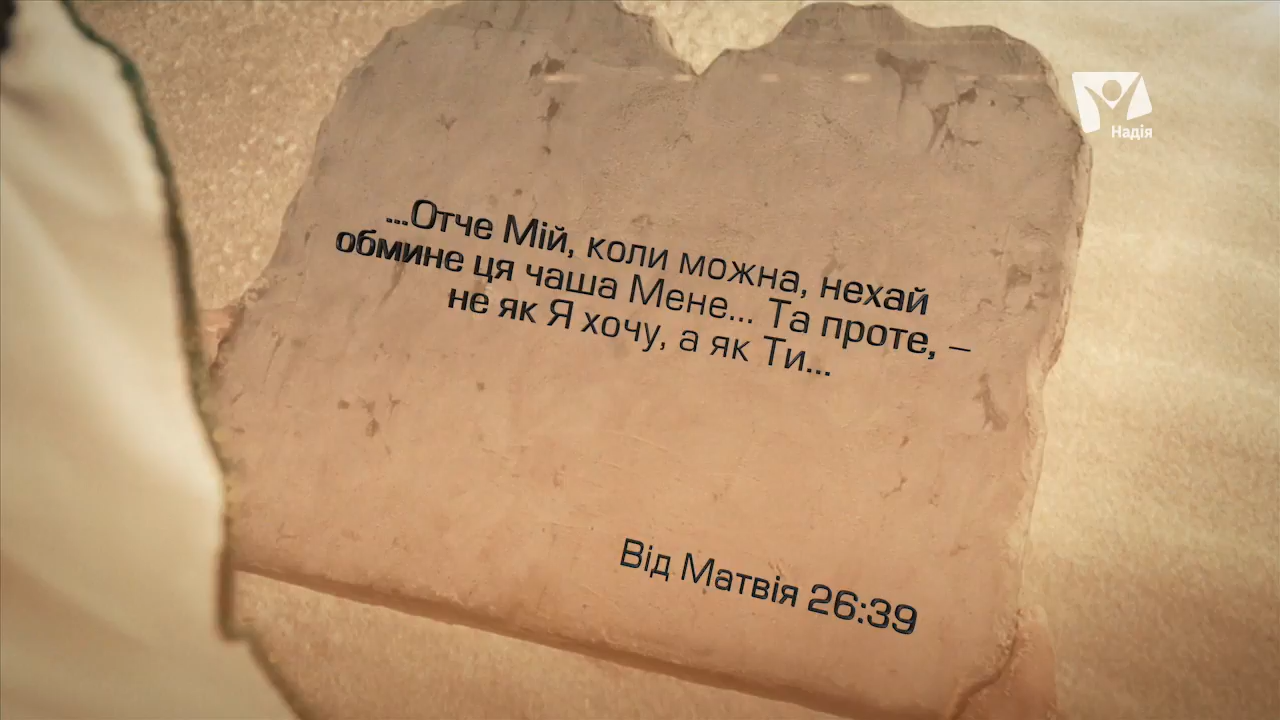 Надія
...Отче Мій, коли можна, нехай
обмине ця чаша Мене... Та проте, –
не як Я хочу, а як Ти...
Від Матвія 26:39